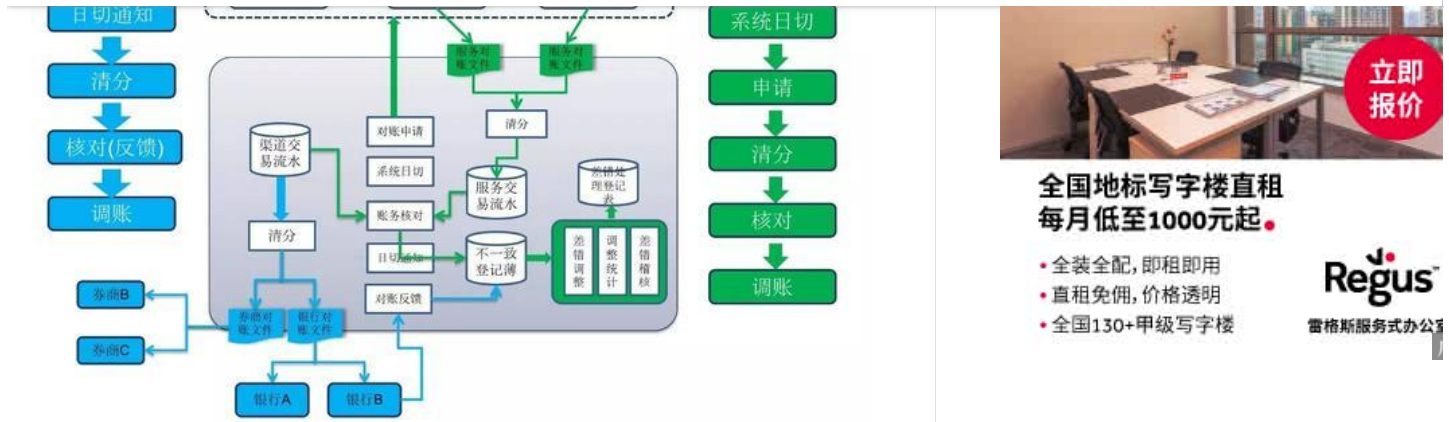 日切通知
清分
核对(反馈)
调账
服务对
账文件
服务对
账文件
渠道交
易流水
对账申请
系统日切
账务核对
日切通知
对账反馈
清分
服务交
易流水
不一致
登记薄
差错处
理登记
表
差错调整
调整统计
差错稽核
清分
券商对
账文件
银行对
账文件
券商B
券商C
银行A
银行B
系统日切
申请
清分
核对
调账
立即
报价
全国地标写字楼直租
每月低至1000元起
•全装全配,即租即用
•直租免佣,价格透明
•全国130+甲级写字楼
Regus
雷格斯服务式办公室